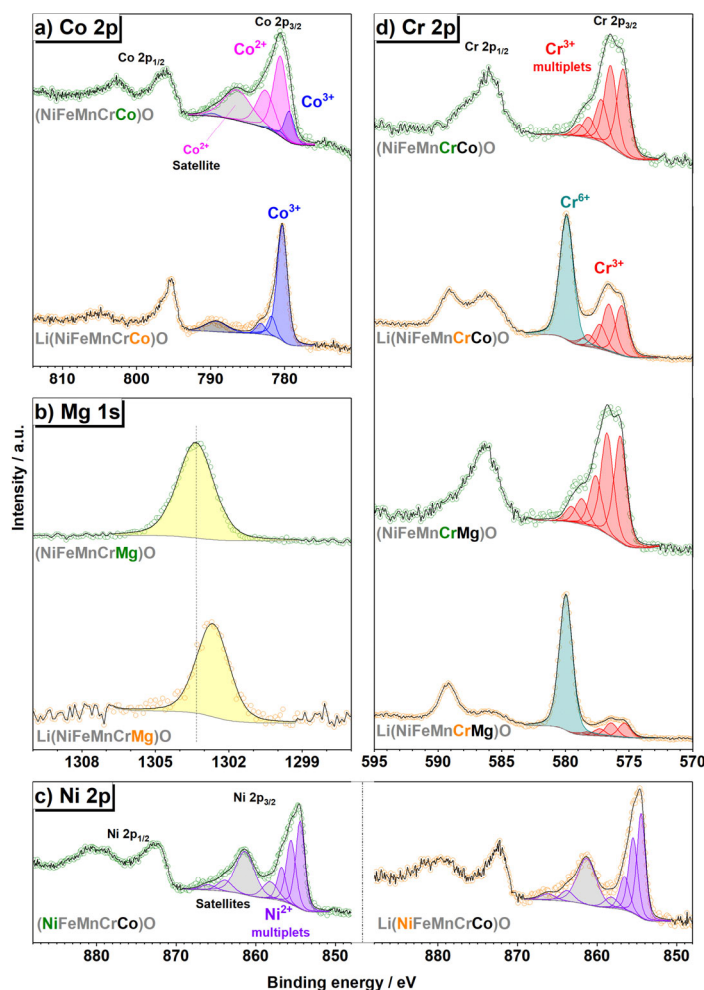 a) Co 2p
Co 2p3/2
Co 2p1/2
Co2+
Co3+
(NiFeMnCrCo)O
Co2+
Satellite
Co3+
Li(NiFeMnCrCo)O
810 800 790 780
b) Mg 1s
(NiFeMnCrMg)O
Li(NiFeMnCrMg)O
1308 1305 1302 1299
d) Cr 2p
Cr 2p3/2
Cr 2p1/2
Cr3+
multiplets
(NiFeMnCrCo)O
Cr6+
Cr3+
Li(NiFeMnCrCo)O
(NiFeMnCrMg)O
Li(NiFeMnCrMg)O
595 590 585 580 575 570
c) Ni 2p
Ni 2p3/2
Ni 2p1/2
Satellites
Ni2+
multiplets
(NiFeMnCrCo)O
880 870 860 850
Li(NiFeMnCrCo)O
880 870 860 850
Intensity / a.u.
Binding energy / eV